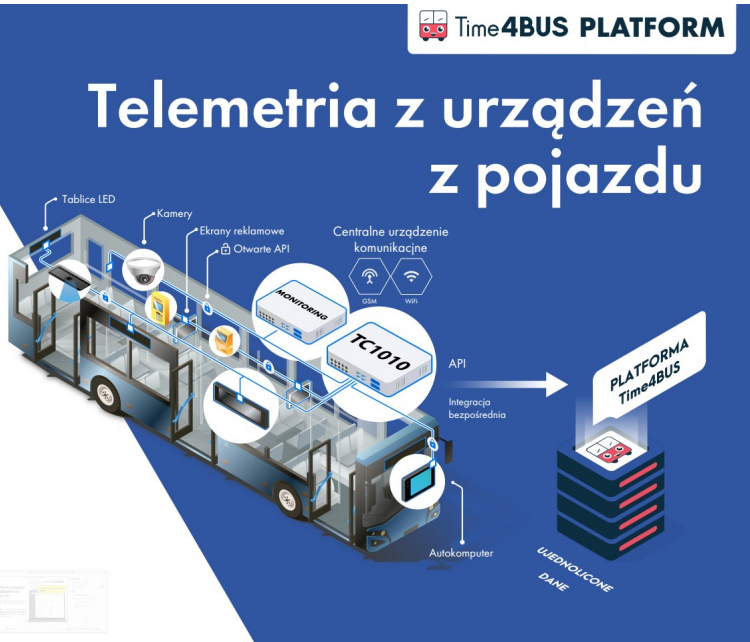 Time4BUS PLATFORM
Telemetria z urządzeń
z pojazdu
Tablice LED
Kamery
Ekrany reklamowe
Otwarte API
Centralne urządzenie
komunikacyjne
GSM
WiFi
MONITORING
TC1010
API
Integracja
bezpośrednia
PLATFORMA
Time4BUS
Autokomputer
UJEDNOLICONE
DANE